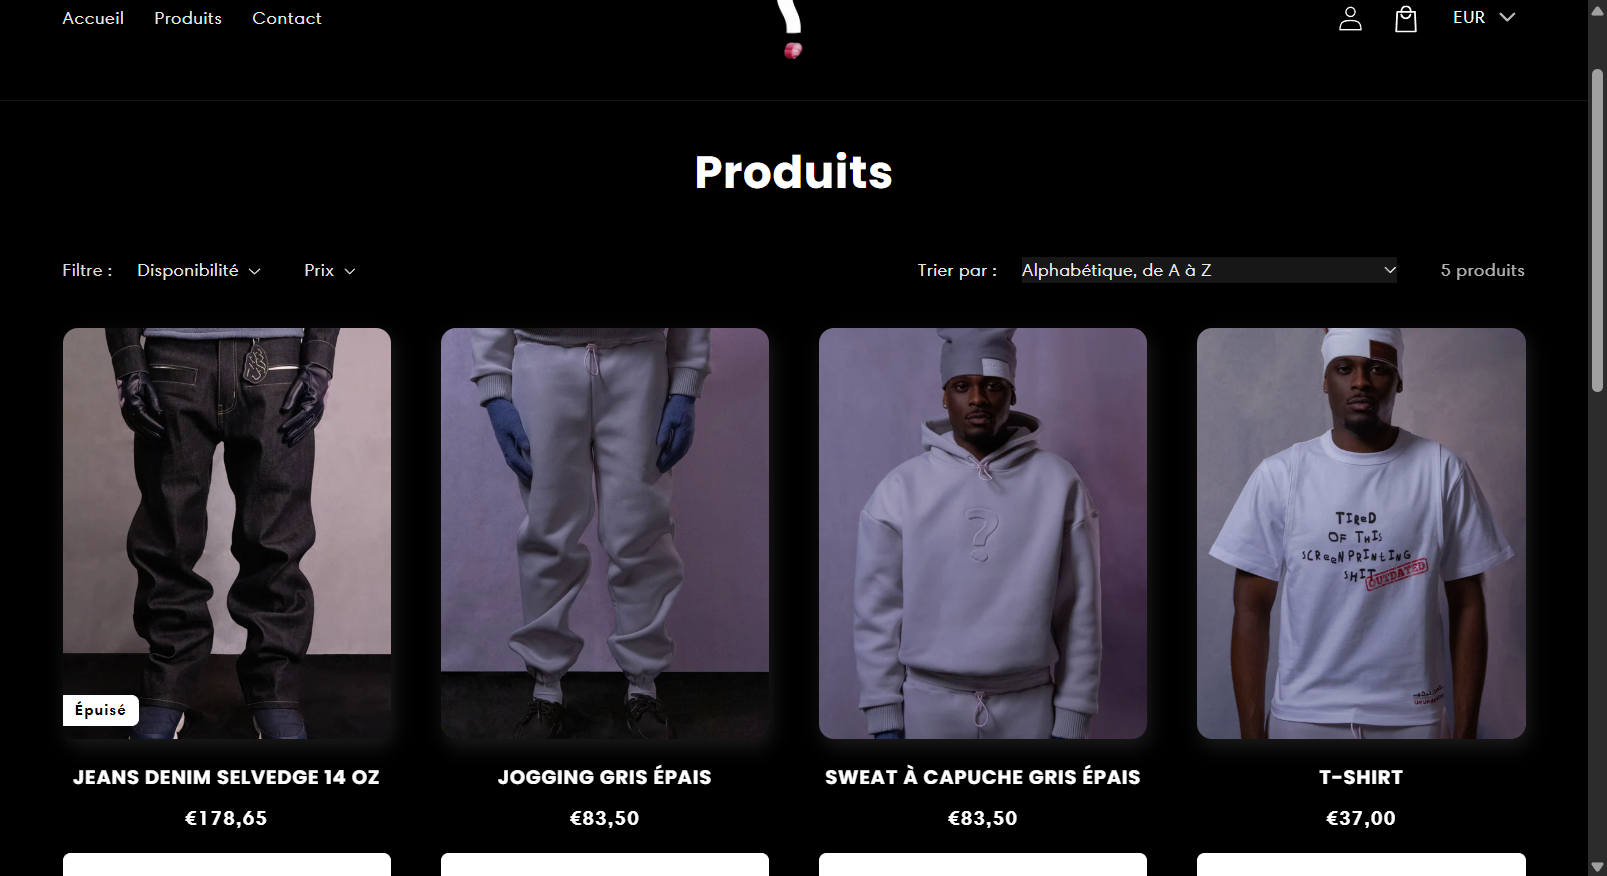 Accueil Produits Contact
EUR
Produits
Filtre : Disponibilité Prix
Trier par : Alphabétique, de A à Z 5 produits
?
TIReD
OF THIS
SCReeNPRINtING
SHIT
OUTDATED
Épuisé
JEANS DENIM SELVEDGE 14 OZ
€178,65
JOGGING GRIS ÉPAIS
€83,50
SWEAT À CAPUCHE GRIS ÉPAIS
€83,50
T-SHIRT
€37,00